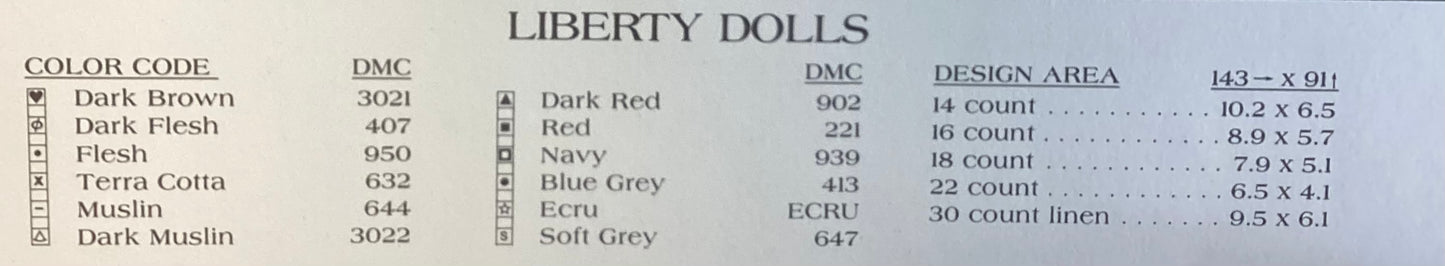 LIBERTY DOLLS
COLOR CODE DMC
♥ Dark Brown 3021
Ø Dark Flesh 407
• Flesh 950
x Terra Cotta 632
− Muslin 644
△ Dark Muslin 3022
DMC
▲ Dark Red 902
■ Red 221
□ Navy 939
● Blue Grey 413
☆ Ecru ECRU
S Soft Grey 647
DESIGN AREA 143→ x 91↑
14 count . . . . . . . . . . . . 10.2 x 6.5
16 count . . . . . . . . . . . . . 8.9 x 5.7
18 count . . . . . . . . . . . . . 7.9 x 5.1
22 count . . . . . . . . . . . . . 6.5 x 4.1
30 count linen . . . . . . . 9.5 x 6.1